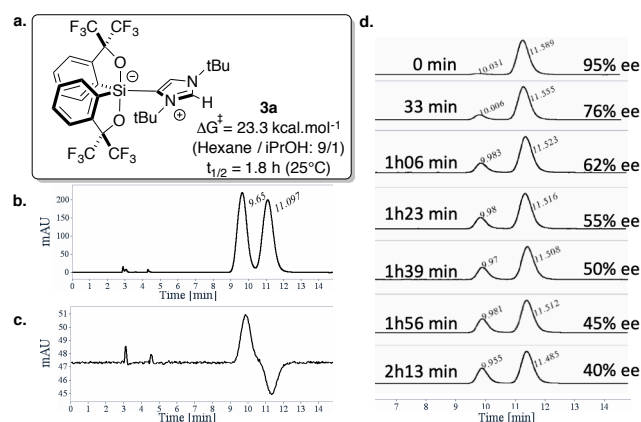 a.
F₃C CF₃
O
⊖
Si
O
F₃C CF₃
tBu
N
N
⊕
H
tBu
3a
ΔG‡ = 23.3 kcal.mol-1
(Hexane / iPrOH: 9/1)
t1/2 = 1.8 h (25°C)
b.
mAU
200
150
100
50
0
9.65
11.097
0 1 2 3 4 5 6 7 8 9 10 11 12 13 14
Time [min]
c.
mAU
51
50
49
48
47
46
45
0 1 2 3 4 5 6 7 8 9 10 11 12 13 14
Time [min]
d.
0 min 10.031 11.589 95% ee
33 min 10.006 11.555 76% ee
1h06 min 9.983 11.523 62% ee
1h23 min 9.98 11.516 55% ee
1h39 min 9.97 11.508 50% ee
1h56 min 9.981 11.512 45% ee
2h13 min 9.955 11.485 40% ee
7 8 9 10 11 12 13 14
Time [min]